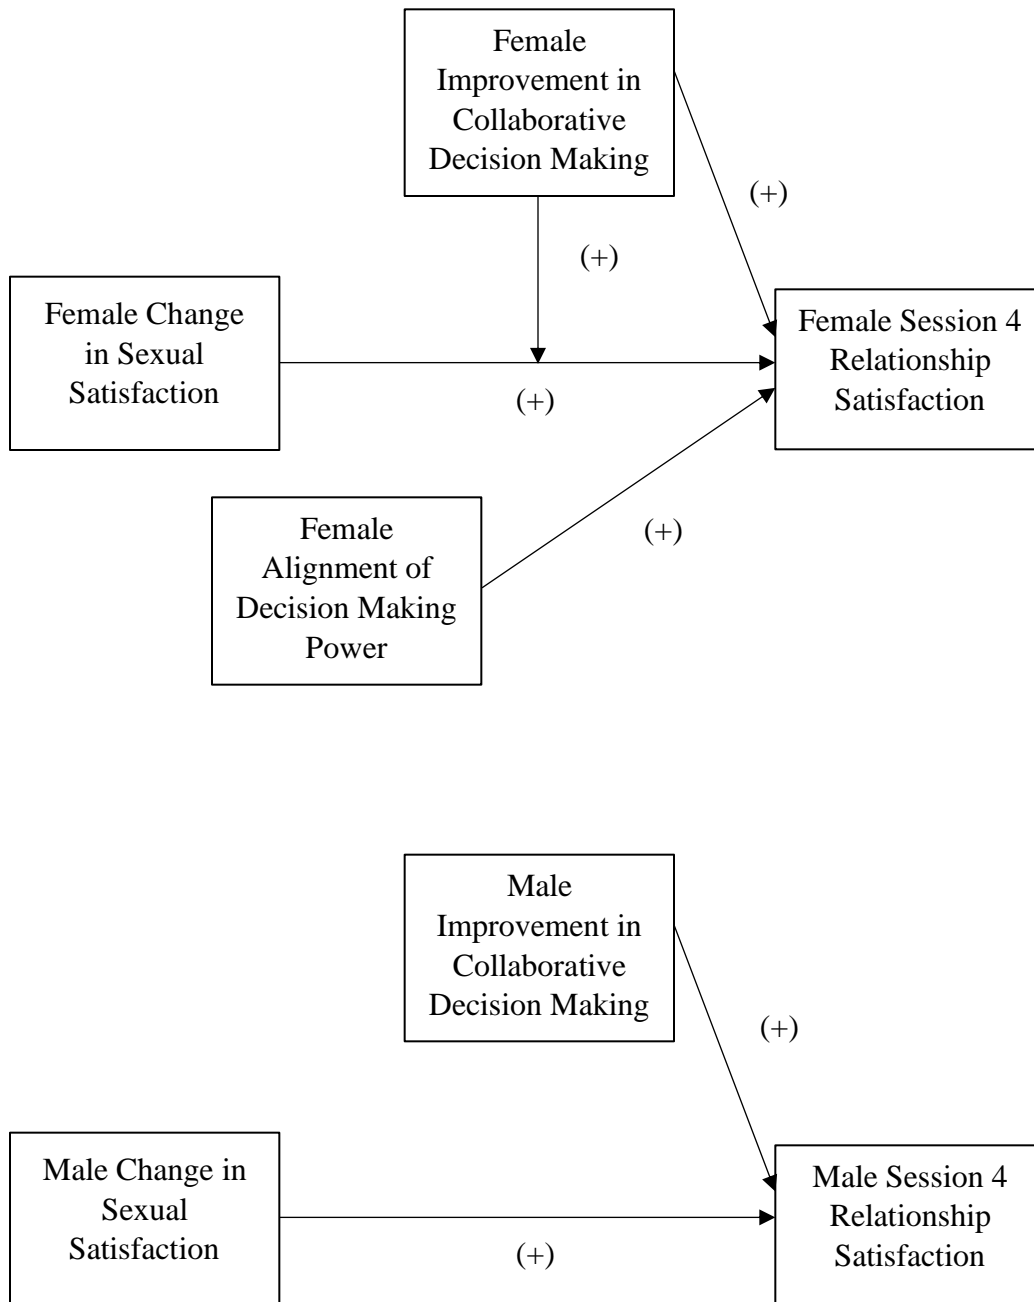 Female
Improvement in
Collaborative
Decision Making
(+)
(+)
Female Change
in Sexual
Satisfaction
Female Session 4
Relationship
Satisfaction
(+)
Female
Alignment of
Decision Making
Power
(+)
Male
Improvement in
Collaborative
Decision Making
(+)
Male Change in
Sexual
Satisfaction
Male Session 4
Relationship
Satisfaction
(+)